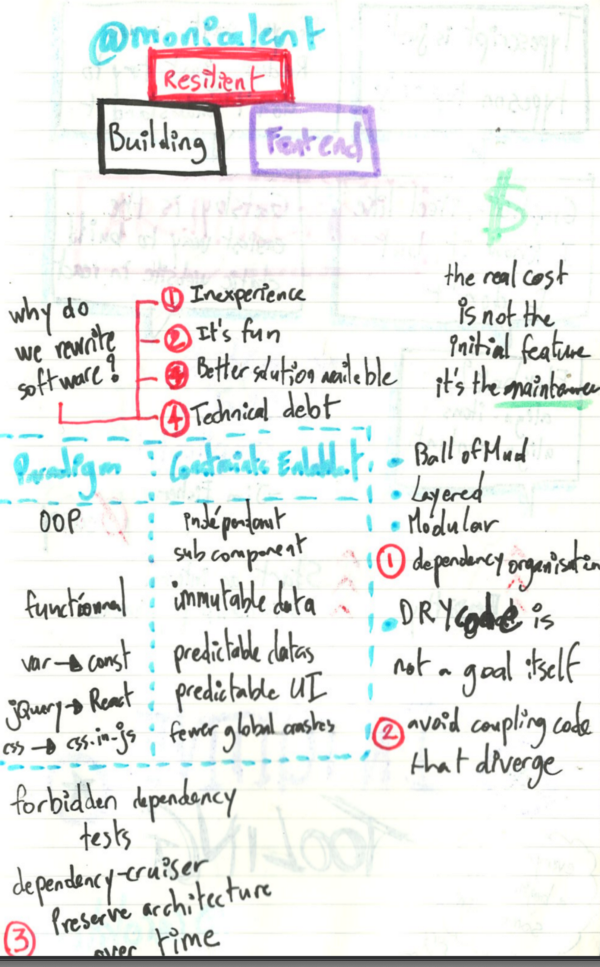 @monicalent
Resilient
Building
Frontend
$
the real cost
is not the
initial feature
it's the maintenan
why do
we rewrite
software?
1 Inexperience
2 It's fun
3 Better solution available
4 Technical debt
Paradigm
OOP
functionnal
var → const
jQuery → React
css → css-in-js
Constraints
indépendant
sub component
immutable data
predictable datas
predictable UI
fewer global crashes
• Ball of Mud
• Layered
• Modular
1 dependency organisation
• DRY code is
not a goal itself
2 avoid coupling code
that diverge
forbidden dependency
tests
dependency-cruiser
3 Preserve architecture
over time